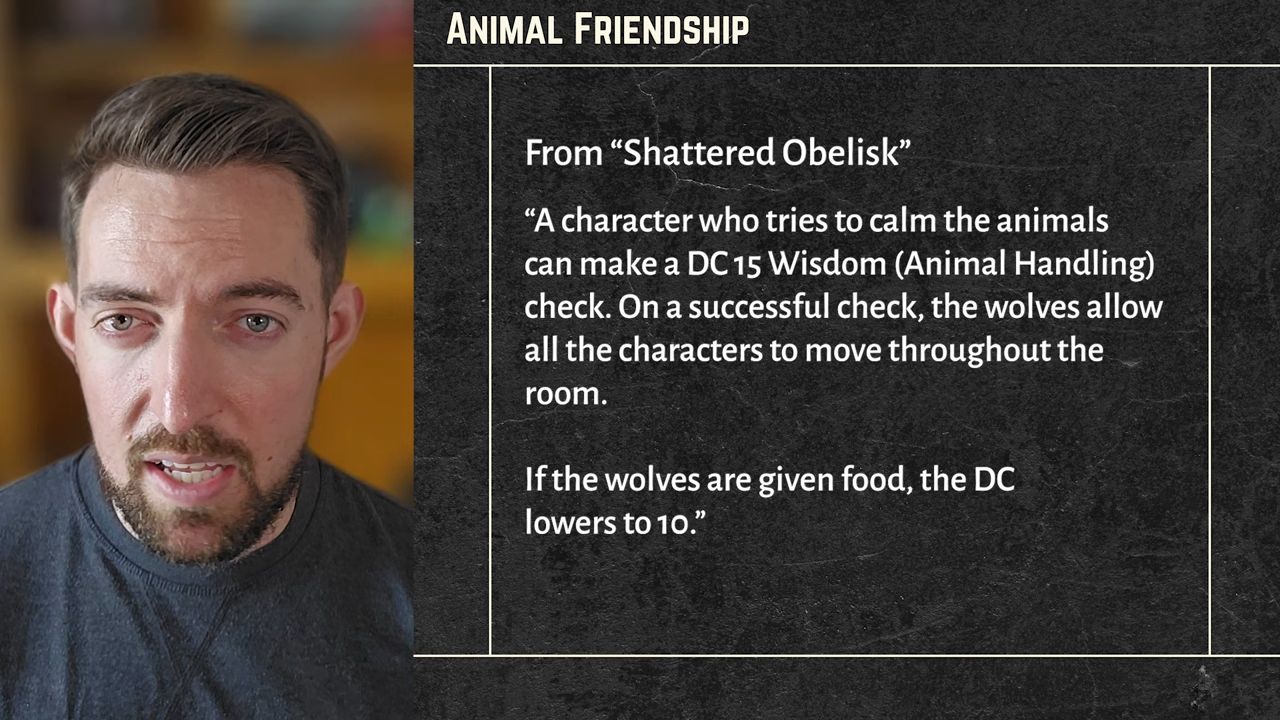 Animal Friendship
From “Shattered Obelisk”
“A character who tries to calm the animals
can make a DC 15 Wisdom (Animal Handling)
check. On a successful check, the wolves allow
all the characters to move throughout the
room.
If the wolves are given food, the DC
lowers to 10.”